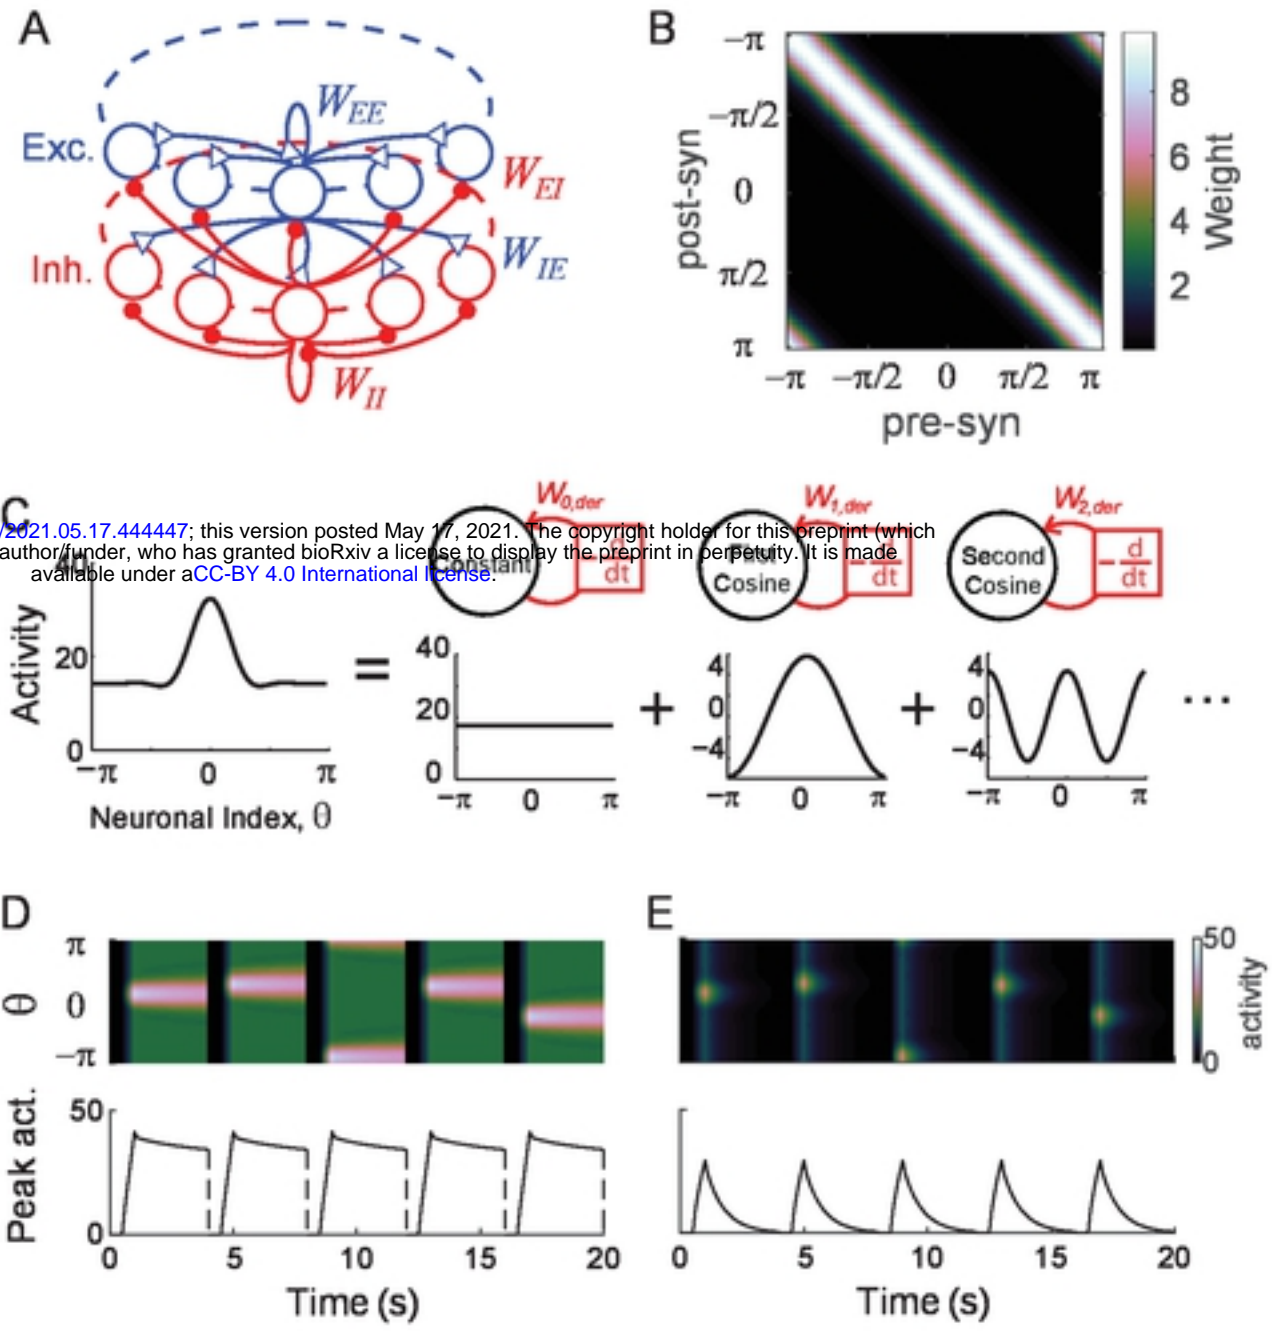 A
W_EE
Exc.
W_EI
W_IE
Inh.
W_II
B
−π
−π/2
0
π/2
π
post-syn
−π −π/2 0 π/2 π
pre-syn
8
6
4
2
Weight
C
W_0,der W_1,der W_2,der
/2021.05.17.444447; this version posted May 17, 2021. The copyright holder for this preprint (which
author/funder, who has granted bioRxiv a license to display the preprint in perpetuity. It is made
available under aCC-BY 4.0 International license.
Constant
− d/dt
First
Cosine
− d/dt
Second
Cosine
− d/dt
40
20
0
Activity
−π 0 π
Neuronal Index, θ
=
40
20
0
−π 0 π
+
4
0
−4
−π 0 π
+
4
0
−4
−π 0 π
...
D
π
0
−π
θ
50
0
Peak act.
0 5 10 15 20
Time (s)
E
50
0
activity
0 5 10 15 20
Time (s)